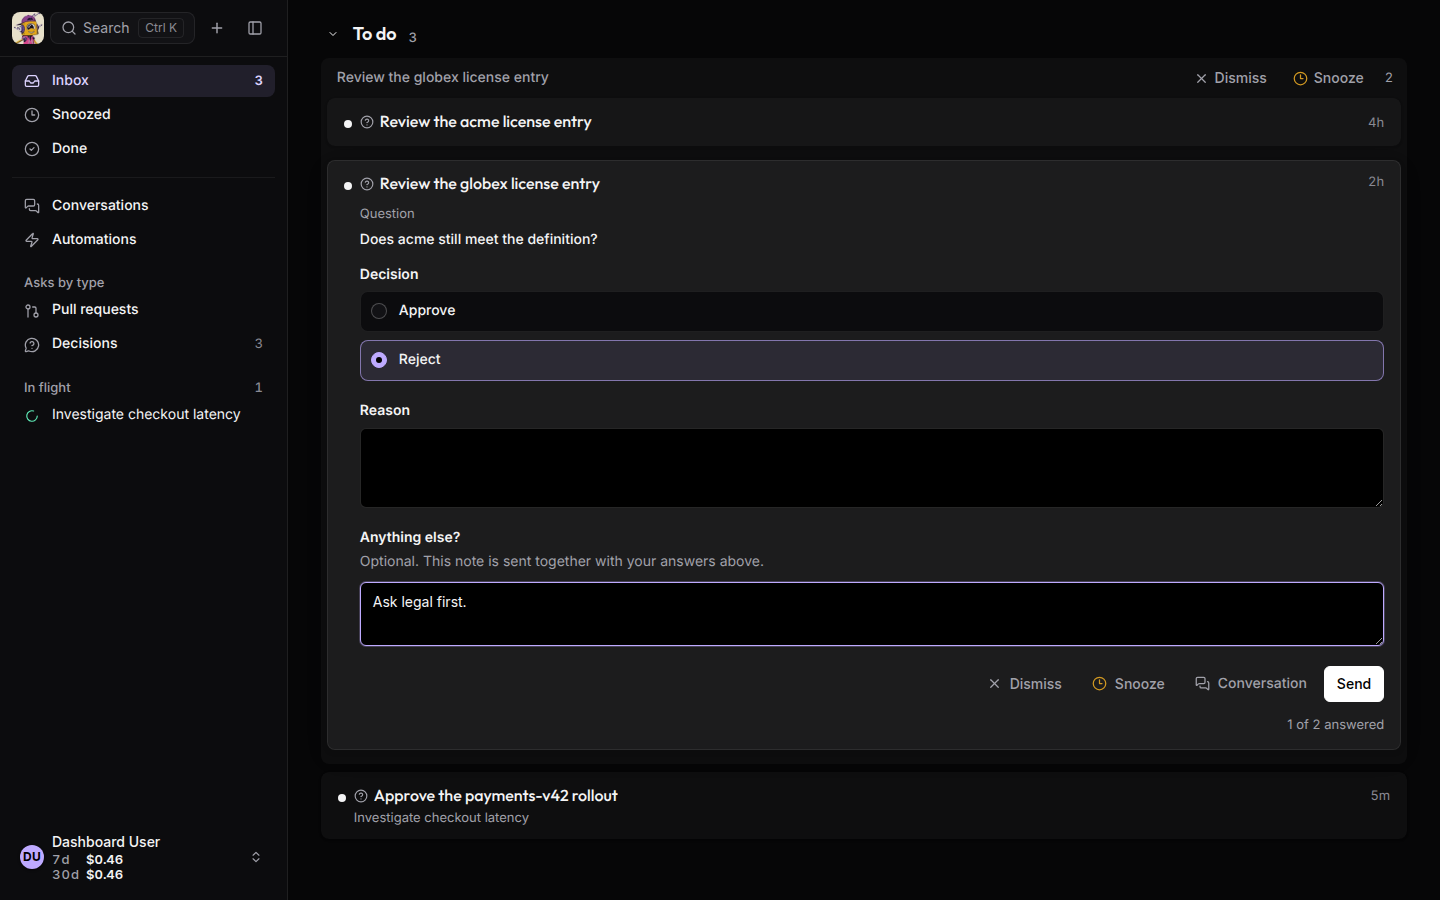 Search Ctrl K
Inbox 3
Snoozed
Done
Conversations
Automations
Asks by type
Pull requests
Decisions 3
In flight 1
Investigate checkout latency
DU Dashboard User
7d $0.46
30d $0.46
To do 3
Review the globex license entry Dismiss Snooze 2
Review the acme license entry 4h
Review the globex license entry 2h
Question
Does acme still meet the definition?
Decision
Approve
Reject
Reason
Anything else?
Optional. This note is sent together with your answers above.
Ask legal first.
Dismiss Snooze Conversation Send
1 of 2 answered
Approve the payments-v42 rollout 5m
Investigate checkout latency